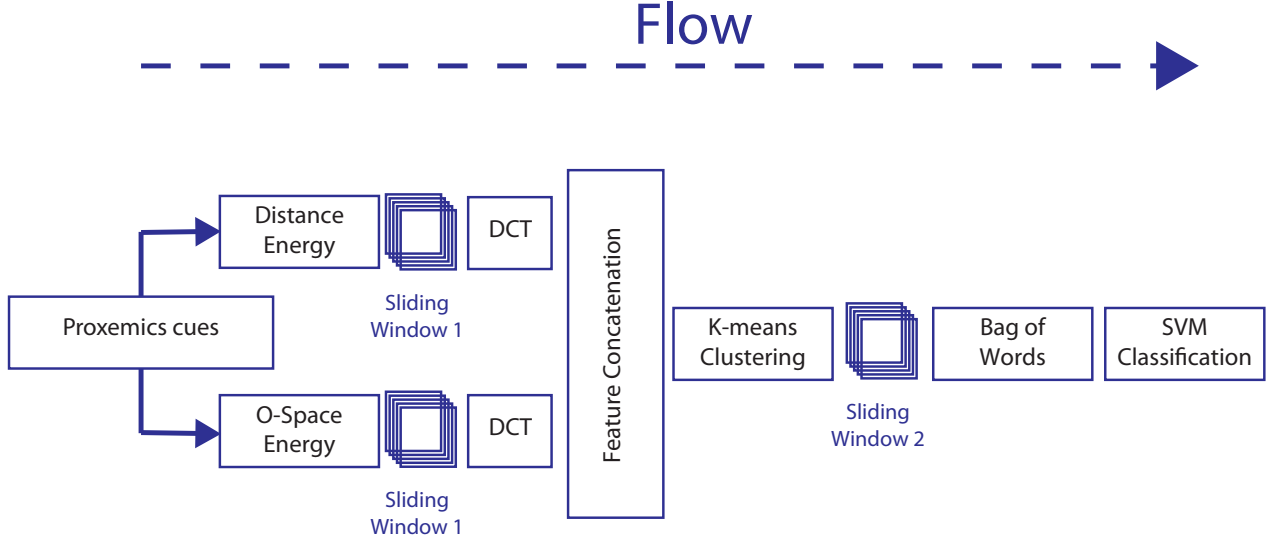 Flow
Distance
Energy
DCT
Sliding
Window 1
Proxemics cues
O-Space
Energy
DCT
Sliding
Window 1
Feature Concatenation
K-means
Clustering
Sliding
Window 2
Bag of
Words
SVM
Classification